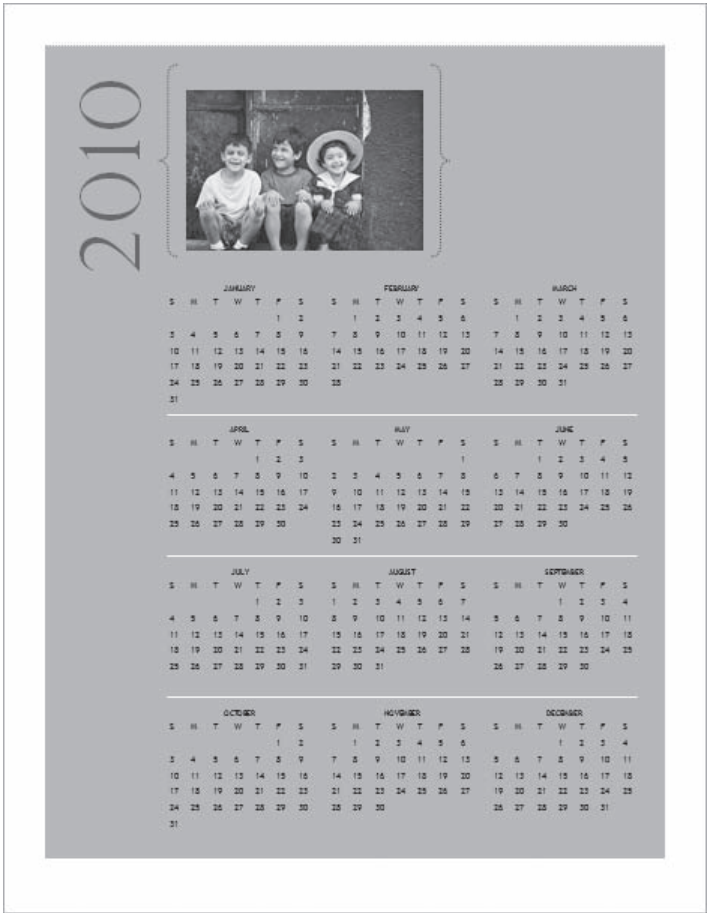 2010
JANUARY
S M T W T F S
1 2
3 4 5 6 7 8 9
10 11 12 13 14 15 16
17 18 19 20 21 22 23
24 25 26 27 28 29 30
31
FEBRUARY
S M T W T F S
1 2 3 4 5 6
7 8 9 10 11 12 13
14 15 16 17 18 19 20
21 22 23 24 25 26 27
28
MARCH
S M T W T F S
1 2 3 4 5 6
7 8 9 10 11 12 13
14 15 16 17 18 19 20
21 22 23 24 25 26 27
28 29 30 31
APRIL
S M T W T F S
1 2 3
4 5 6 7 8 9 10
11 12 13 14 15 16 17
18 19 20 21 22 23 24
25 26 27 28 29 30
MAY
S M T W T F S
1
2 3 4 5 6 7 8
9 10 11 12 13 14 15
16 17 18 19 20 21 22
23 24 25 26 27 28 29
30 31
JUNE
S M T W T F S
1 2 3 4 5
6 7 8 9 10 11 12
13 14 15 16 17 18 19
20 21 22 23 24 25 26
27 28 29 30
JULY
S M T W T F S
1 2 3
4 5 6 7 8 9 10
11 12 13 14 15 16 17
18 19 20 21 22 23 24
25 26 27 28 29 30 31
AUGUST
S M T W T F S
1 2 3 4 5 6 7
8 9 10 11 12 13 14
15 16 17 18 19 20 21
22 23 24 25 26 27 28
29 30 31
SEPTEMBER
S M T W T F S
1 2 3 4
5 6 7 8 9 10 11
12 13 14 15 16 17 18
19 20 21 22 23 24 25
26 27 28 29 30
OCTOBER
S M T W T F S
1 2
3 4 5 6 7 8 9
10 11 12 13 14 15 16
17 18 19 20 21 22 23
24 25 26 27 28 29 30
31
NOVEMBER
S M T W T F S
1 2 3 4 5 6
7 8 9 10 11 12 13
14 15 16 17 18 19 20
21 22 23 24 25 26 27
28 29 30
DECEMBER
S M T W T F S
1 2 3 4
5 6 7 8 9 10 11
12 13 14 15 16 17 18
19 20 21 22 23 24 25
26 27 28 29 30 31